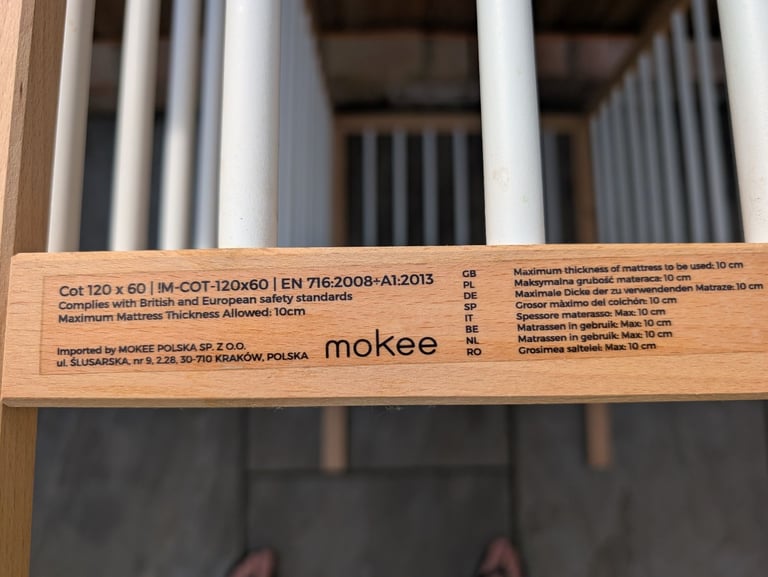 Cot 120 x 60 | !M-COT-120x60 | EN 716:2008+A1:2013
Complies with British and European safety standards
Maximum Mattress Thickness Allowed: 10cm
Imported by MOKEE POLSKA SP. Z O.O.
ul. ŚLUSARSKA, nr 9, 2.28, 30-710 KRAKÓW, POLSKA
mokee
GB Maximum thickness of mattress to be used: 10 cm
PL Maksymalna grubość materaca: 10 cm
DE Maximale Dicke der zu verwendenden Matraze: 10 cm
SP Grosor màximo del colchón: 10 cm
IT Spessore materasso: Max: 10 cm
BE Matrassen in gebruik: Max: 10 cm
NL Matrassen in gebruik: Max: 10 cm
RO Grosimea saltelei: Max: 10 cm